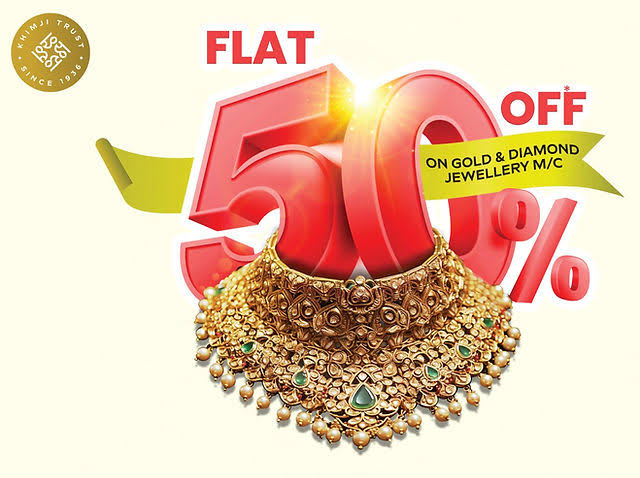 KHIMJI TRUST
SINCE 1936
FLAT
50%
OFF*
ON GOLD & DIAMOND
JEWELLERY M/C